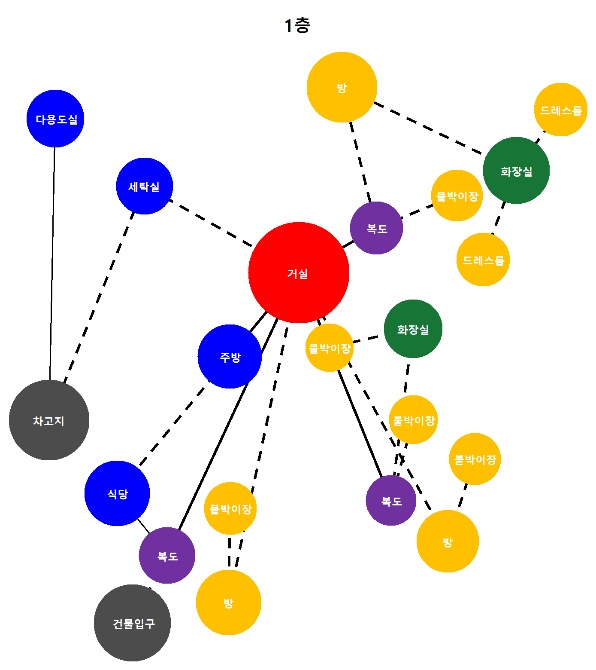 1층
방
드레스룸
다용도실
화장실
세탁실
붙박이장
복도
드레스룸
거실
화장실
붙박이장
주방
차고지
붙박이장
붙박이장
식당
복도
붙박이장
방
복도
방
건물입구